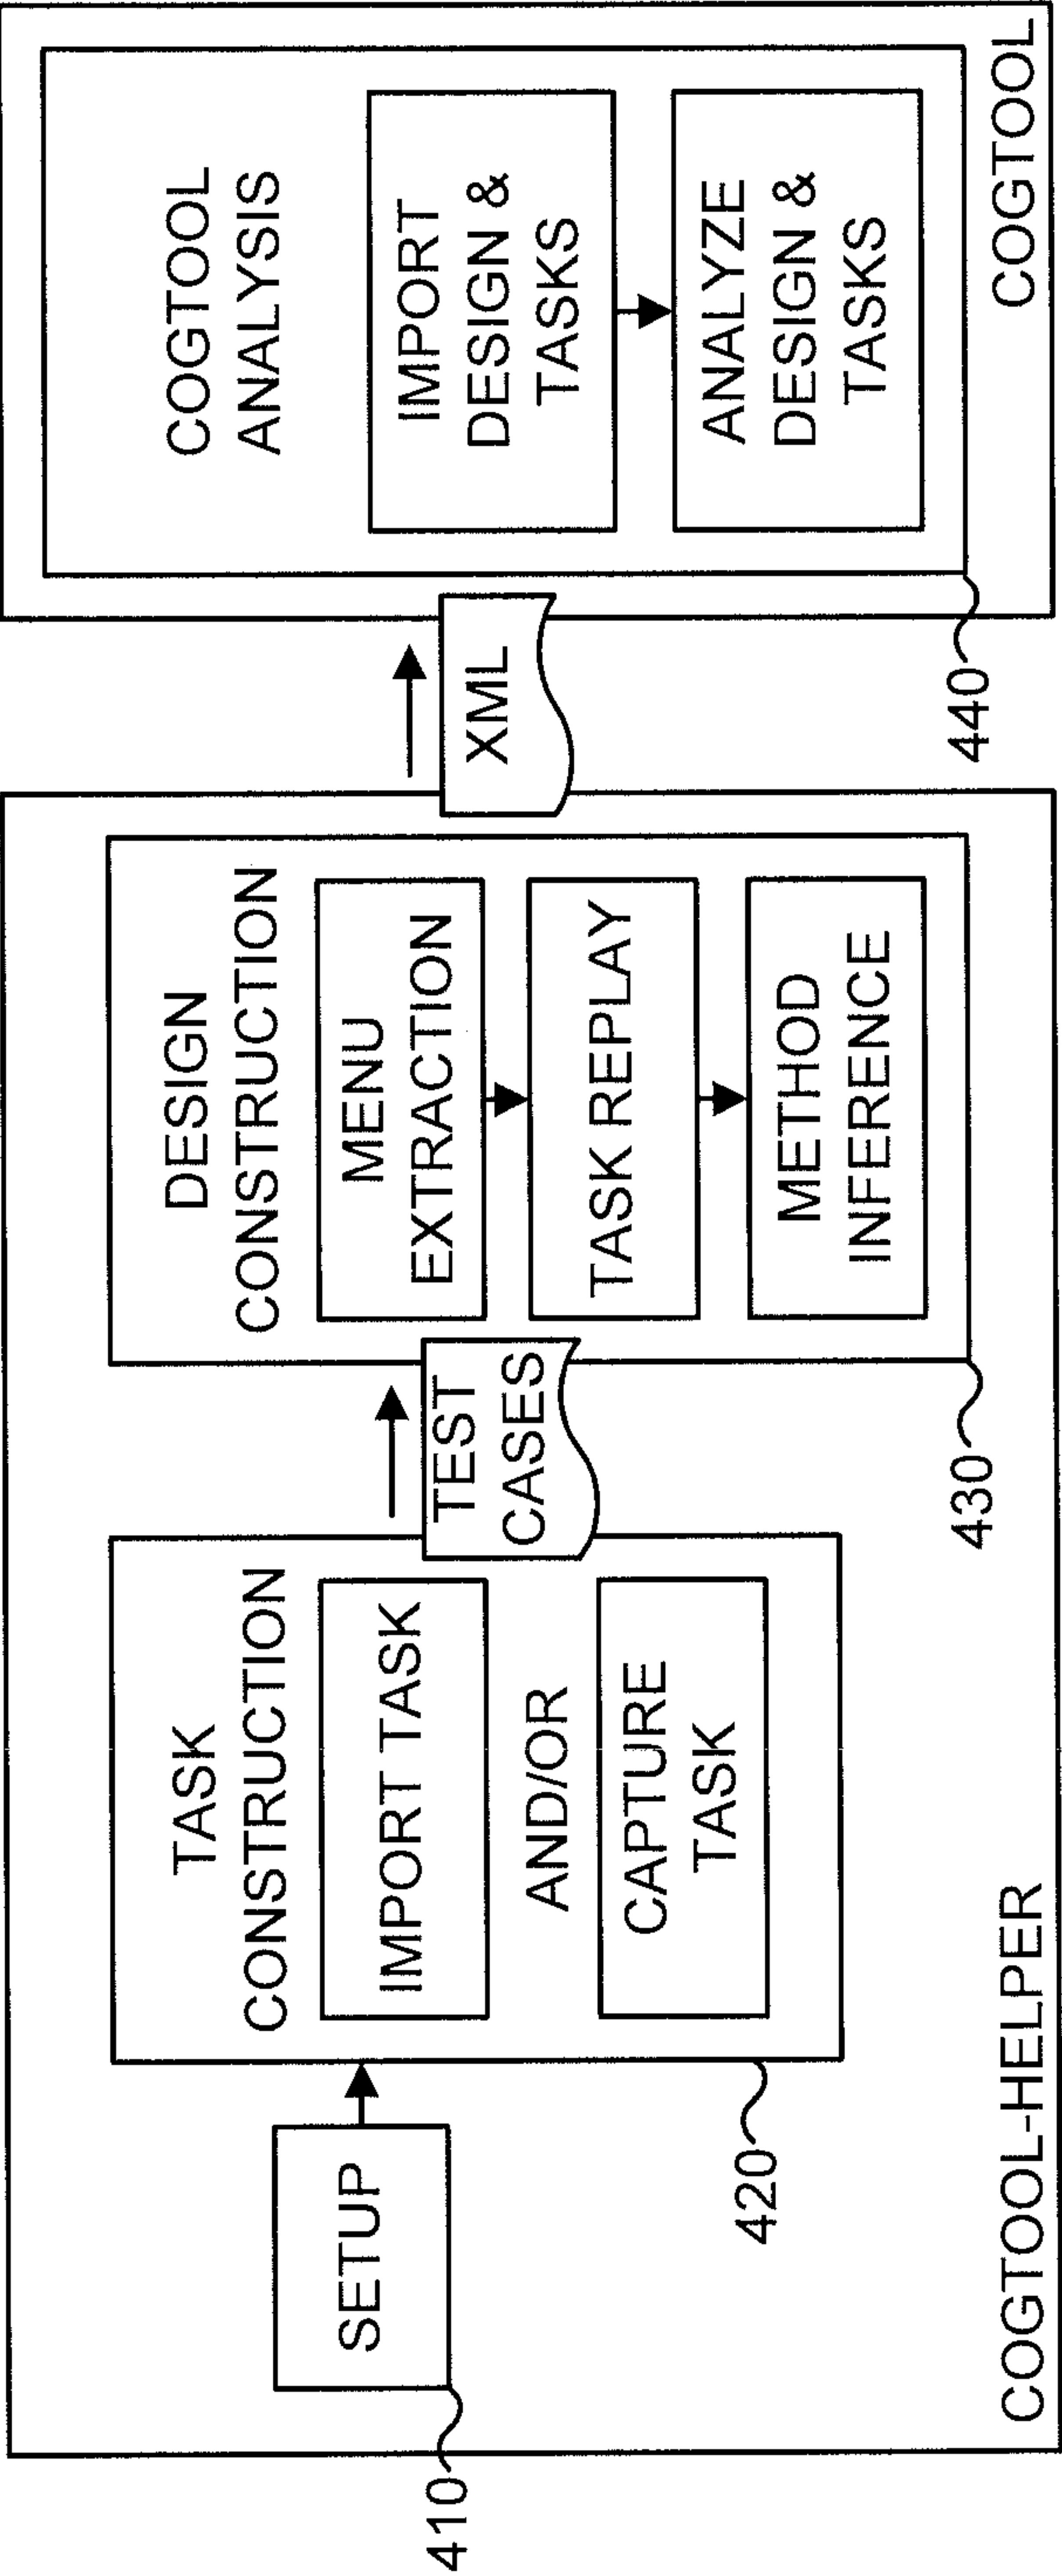 SETUP
410
TASK
CONSTRUCTION
IMPORT TASK
AND/OR
CAPTURE
TASK
420
TEST
CASES
DESIGN
CONSTRUCTION
MENU
EXTRACTION
TASK REPLAY
METHOD
INFERENCE
430
COGTOOL-HELPER
XML
COGTOOL
ANALYSIS
IMPORT
DESIGN &
TASKS
ANALYZE
DESIGN &
TASKS
440
COGTOOL